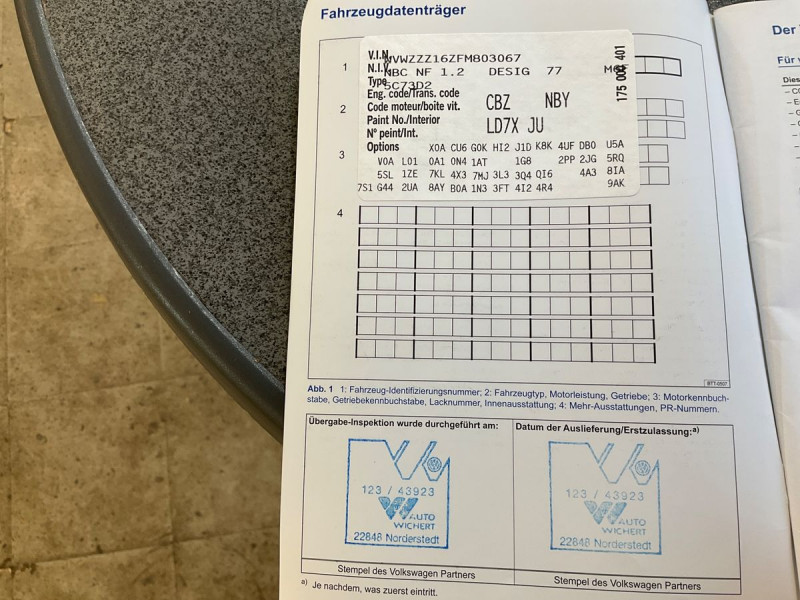 Fahrzeugdatenträger
Der
Für v
Dies
1
V.I.N. WVWZZZ16ZFM803067
N.I.V. NBC NF 1.2 DESIG 77
Type 5C73D2
175 001 401
Eng. code/Trans. code
2
Code moteur/boite vit. CBZ NBY
Paint No./Interior
N° peint/Int. LD7X JU
3
Options X0A CU6 G0K HI2 J1D K8K 4UF DB0 U5A
V0A L01 0A1 0N4 1AT 1G8 2PP 2JG 5RQ
5SL 1ZE 7KL 4X3 7MJ 3L3 3Q4 QI6 4A3 8IA
7S1 G44 2UA 8AY B0A 1N3 3FT 4I2 4R4 9AK
4
Abb. 1 1: Fahrzeug-Identifizierungsnummer; 2: Fahrzeugtyp, Motorleistung, Getriebe; 3: Motorkennbuch-
stabe, Getriebekennbuchstabe, Lacknummer, Innenausstattung; 4: Mehr-Ausstattungen, PR-Nummern.
Übergabe-Inspektion wurde durchgeführt am:
123 / 43923
AUTO
WICHERT
22848 Norderstedt
Stempel des Volkswagen Partners
Datum der Auslieferung/Erstzulassung:a)
123 / 43923
AUTO
WICHERT
22848 Norderstedt
Stempel des Volkswagen Partners
a) Je nachdem, was zuerst eintritt.